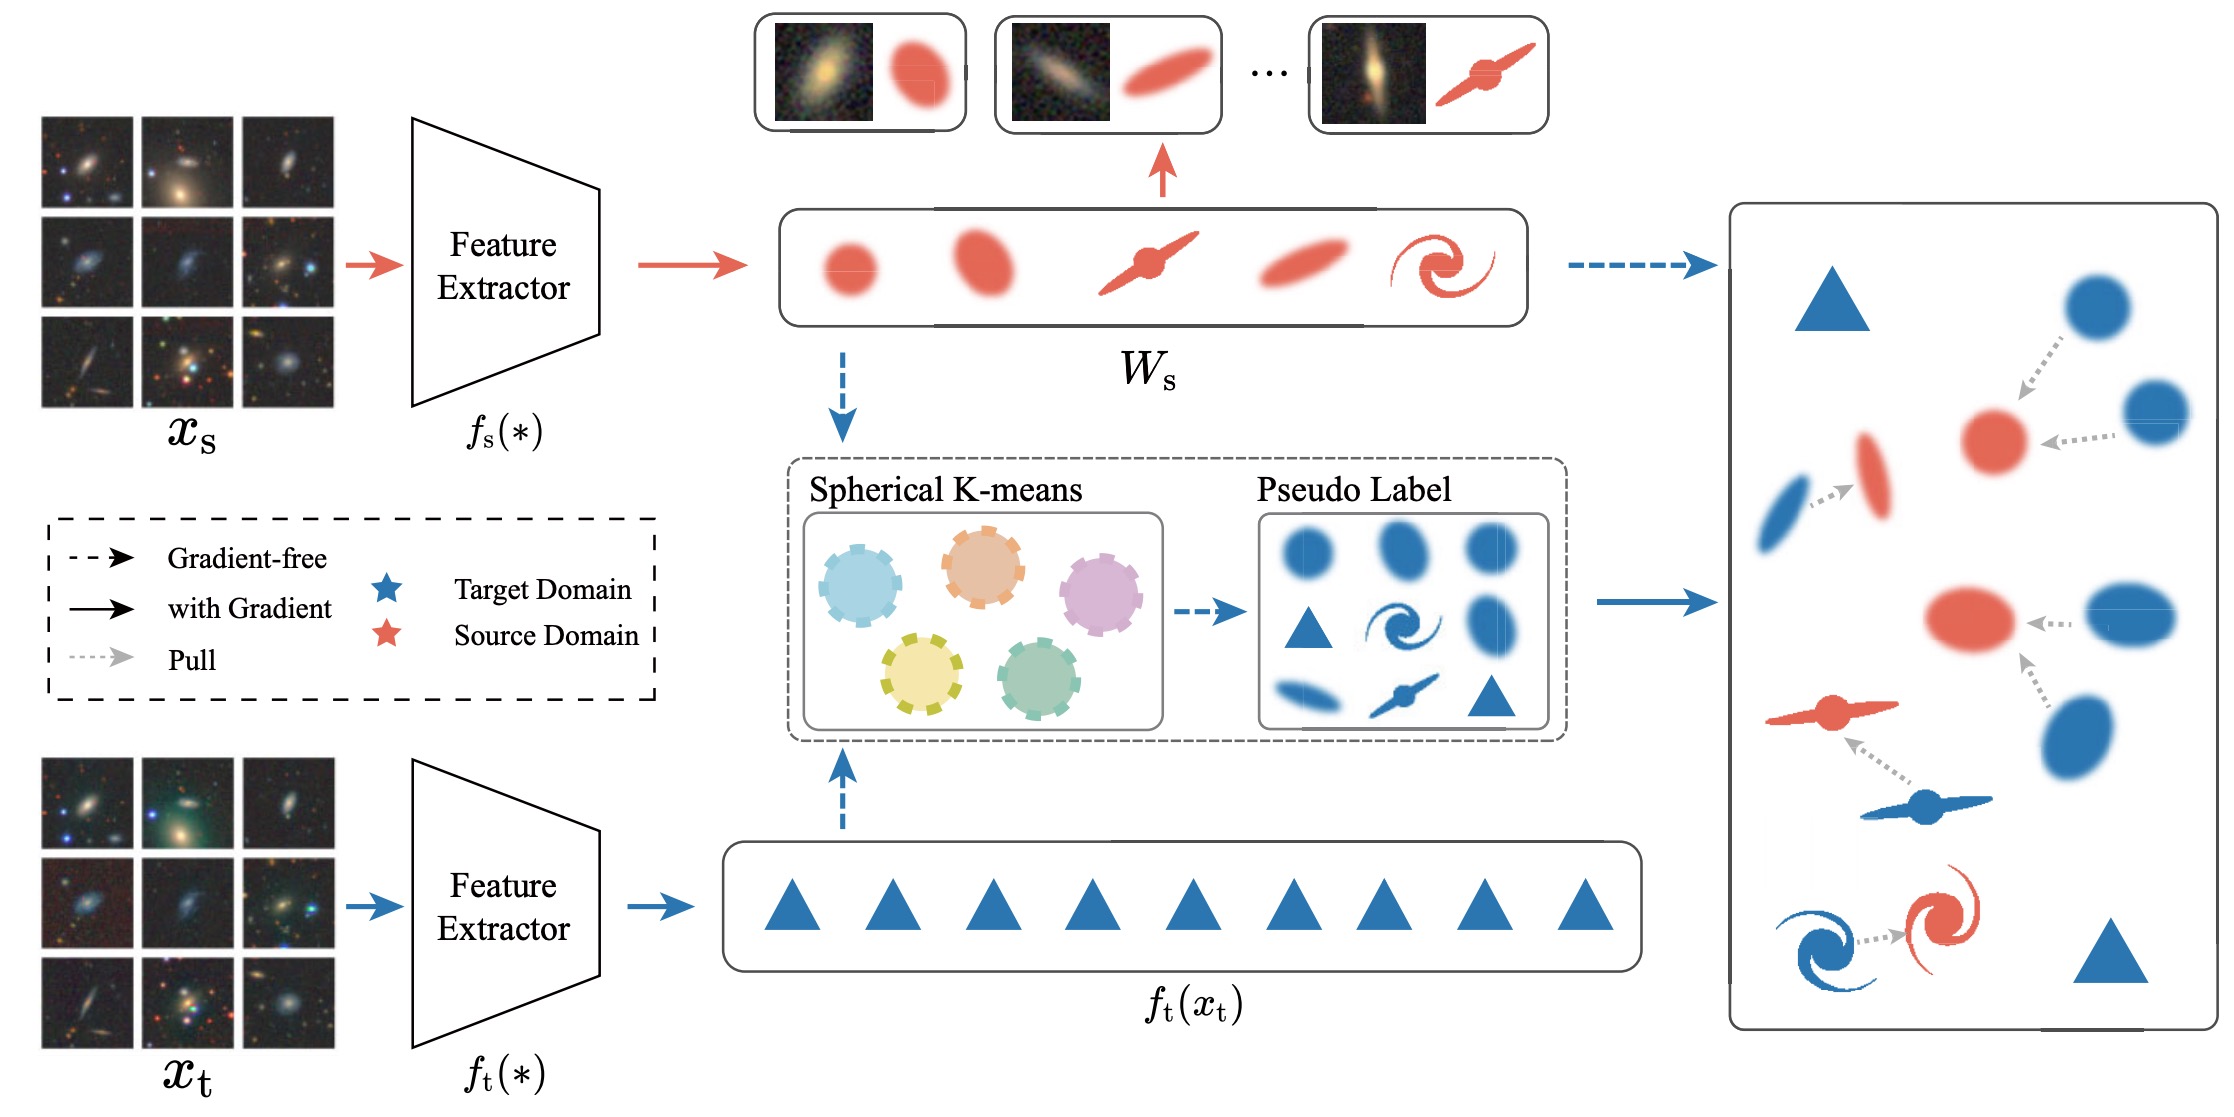 ...
Feature
Extractor
x_s
f_s(*)
W_s
Spherical K-means
Pseudo Label
Gradient-free
with Gradient
Pull
Target Domain
Source Domain
Feature
Extractor
x_t
f_t(*)
f_t(x_t)